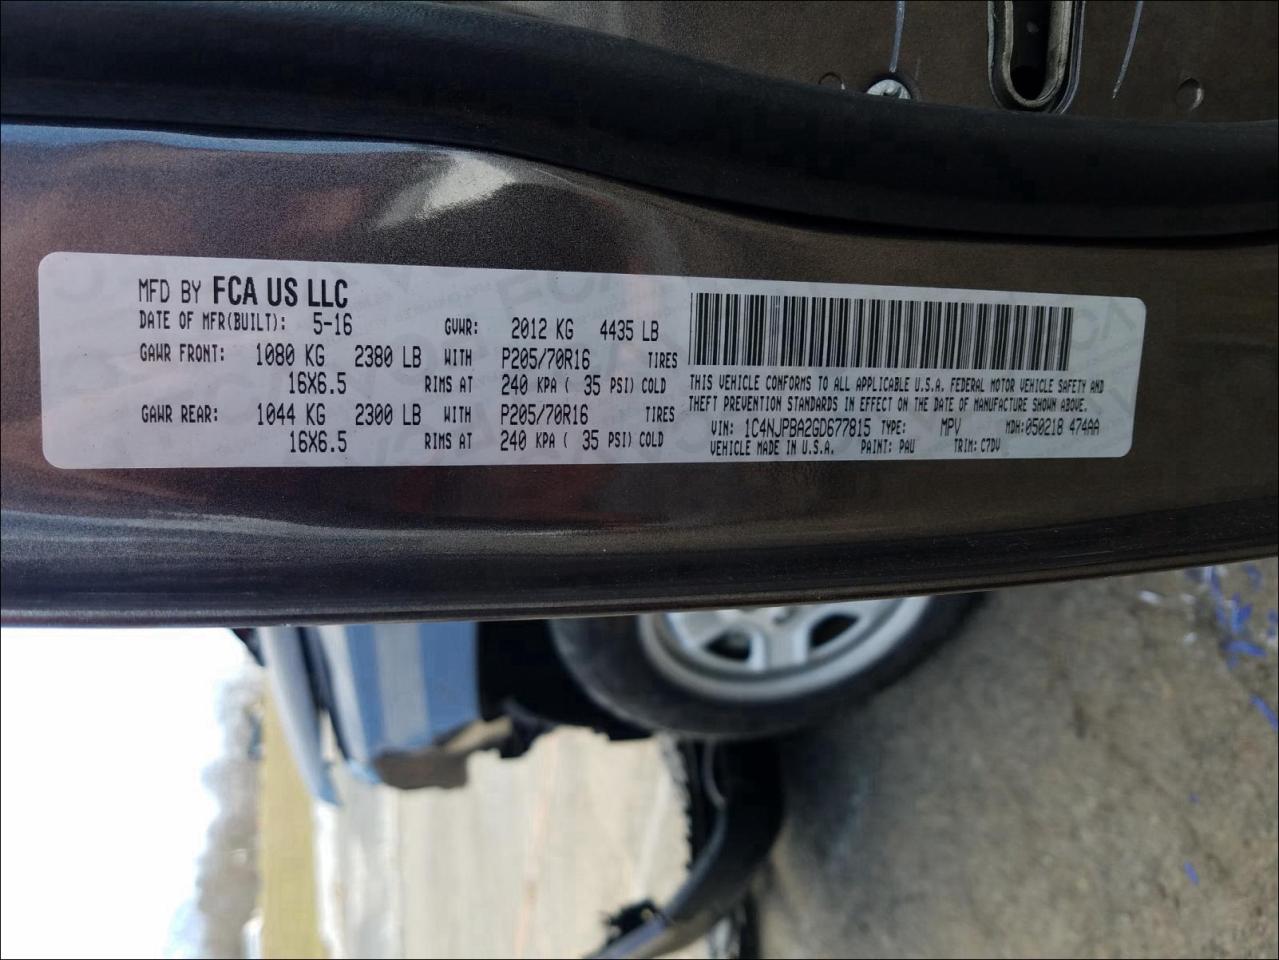 MFD BY FCA US LLC
DATE OF MFR(BUILT): 5-16 GVWR: 2012 KG 4435 LB
GAWR FRONT: 1080 KG 2380 LB WITH P205/70R16 TIRES
16X6.5 RIMS AT 240 KPA ( 35 PSI) COLD
GAWR REAR: 1044 KG 2300 LB WITH P205/70R16 TIRES
16X6.5 RIMS AT 240 KPA ( 35 PSI) COLD
THIS VEHICLE CONFORMS TO ALL APPLICABLE U.S.A. FEDERAL MOTOR VEHICLE SAFETY AND
THEFT PREVENTION STANDARDS IN EFFECT ON THE DATE OF MANUFACTURE SHOWN ABOVE.
VIN: 1C4NJPBA2GD677815 TYPE: MPV MDH: 050218 474AA
VEHICLE MADE IN U.S.A. PAINT: PAU TRIM: C7DV